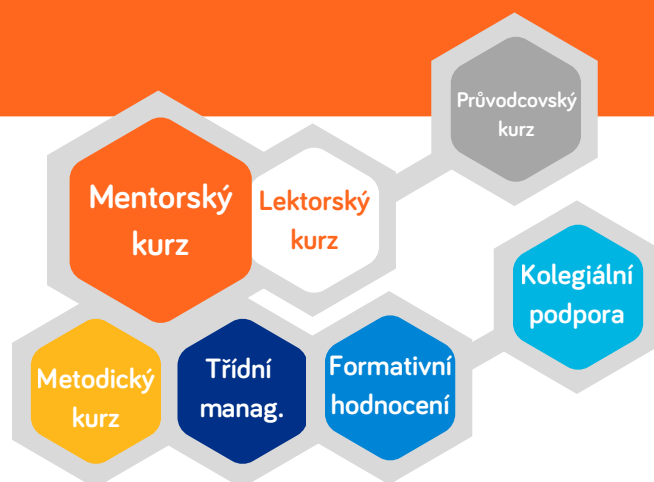 Průvodcovský
kurz
Mentorský
kurz
Lektorský
kurz
Kolegiální
podpora
Metodický
kurz
Třídní
manag.
Formativní
hodnocení